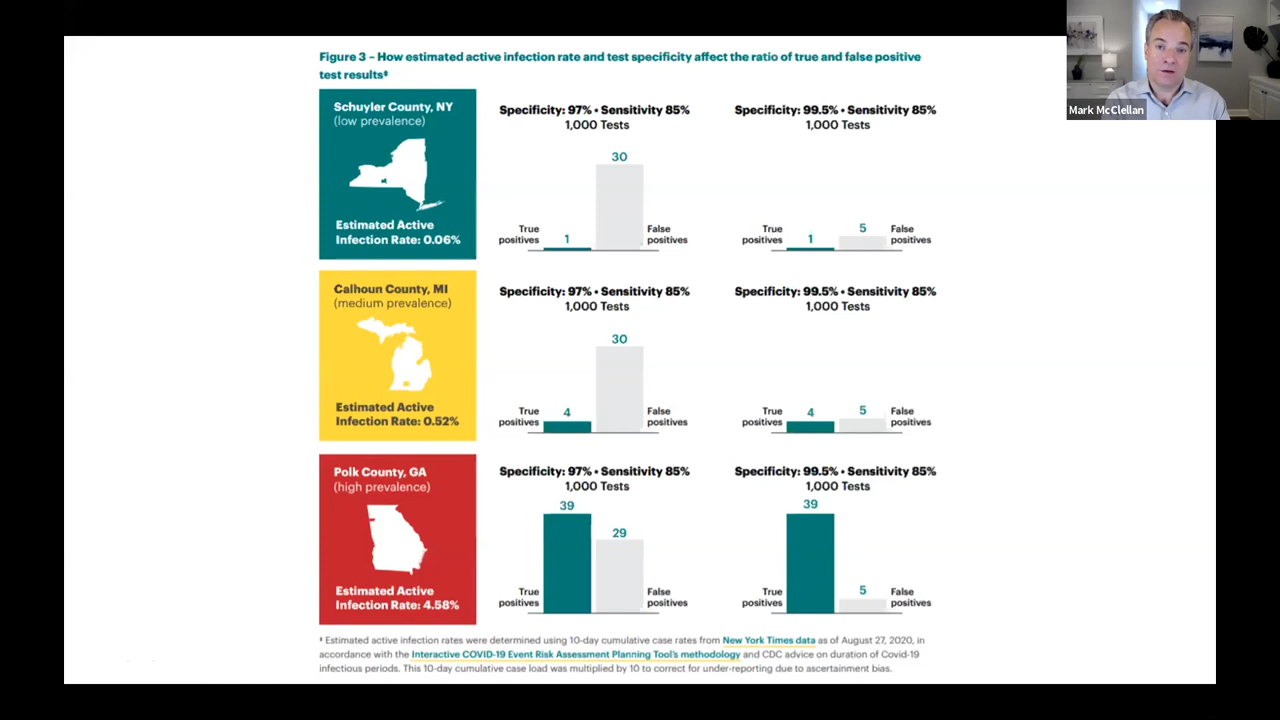 Figure 3 – How estimated active infection rate and test specificity affect the ratio of true and false positive
test results‡
Mark McClellan
Schuyler County, NY
(low prevalence)
Estimated Active
Infection Rate: 0.06%
Specificity: 97% • Sensitivity 85%
1,000 Tests
30
True
positives
1
False
positives
Specificity: 99.5% • Sensitivity 85%
1,000 Tests
True
positives
1
5
False
positives
Calhoun County, MI
(medium prevalence)
Estimated Active
Infection Rate: 0.52%
Specificity: 97% • Sensitivity 85%
1,000 Tests
30
True
positives
4
False
positives
Specificity: 99.5% • Sensitivity 85%
1,000 Tests
True
positives
4
5
False
positives
Polk County, GA
(high prevalence)
Estimated Active
Infection Rate: 4.58%
Specificity: 97% • Sensitivity 85%
1,000 Tests
39
29
True
positives
False
positives
Specificity: 99.5% • Sensitivity 85%
1,000 Tests
39
5
True
positives
False
positives
‡ Estimated active infection rates were determined using 10-day cumulative case rates from New York Times data as of August 27, 2020, in
accordance with the Interactive COVID-19 Event Risk Assessment Planning Tool's methodology and CDC advice on duration of Covid-19
infectious periods. This 10-day cumulative case load was multiplied by 10 to correct for under-reporting due to ascertainment bias.